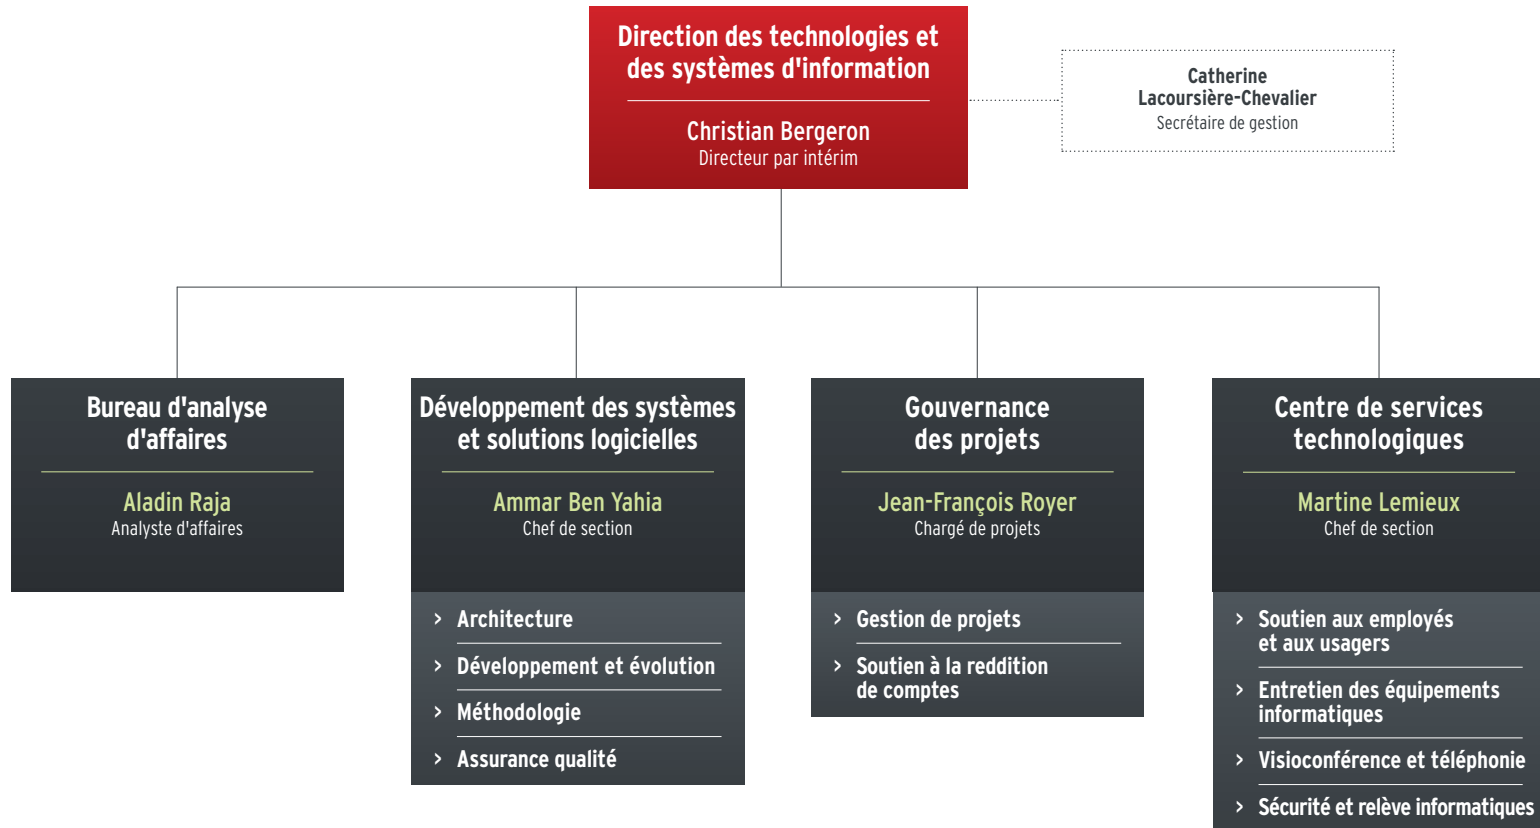 Direction des technologies et
des systèmes d'information
Christian Bergeron
Directeur par intérim
Catherine
Lacoursière-Chevalier
Secrétaire de gestion
Bureau d'analyse
d'affaires
Aladin Raja
Analyste d'affaires
Développement des systèmes
et solutions logicielles
Ammar Ben Yahia
Chef de section
> Architecture
> Développement et évolution
> Méthodologie
> Assurance qualité
Gouvernance
des projets
Jean-François Royer
Chargé de projets
> Gestion de projets
> Soutien à la reddition
de comptes
Centre de services
technologiques
Martine Lemieux
Chef de section
> Soutien aux employés
et aux usagers
> Entretien des équipements
informatiques
> Visioconférence et téléphonie
> Sécurité et relève informatiques